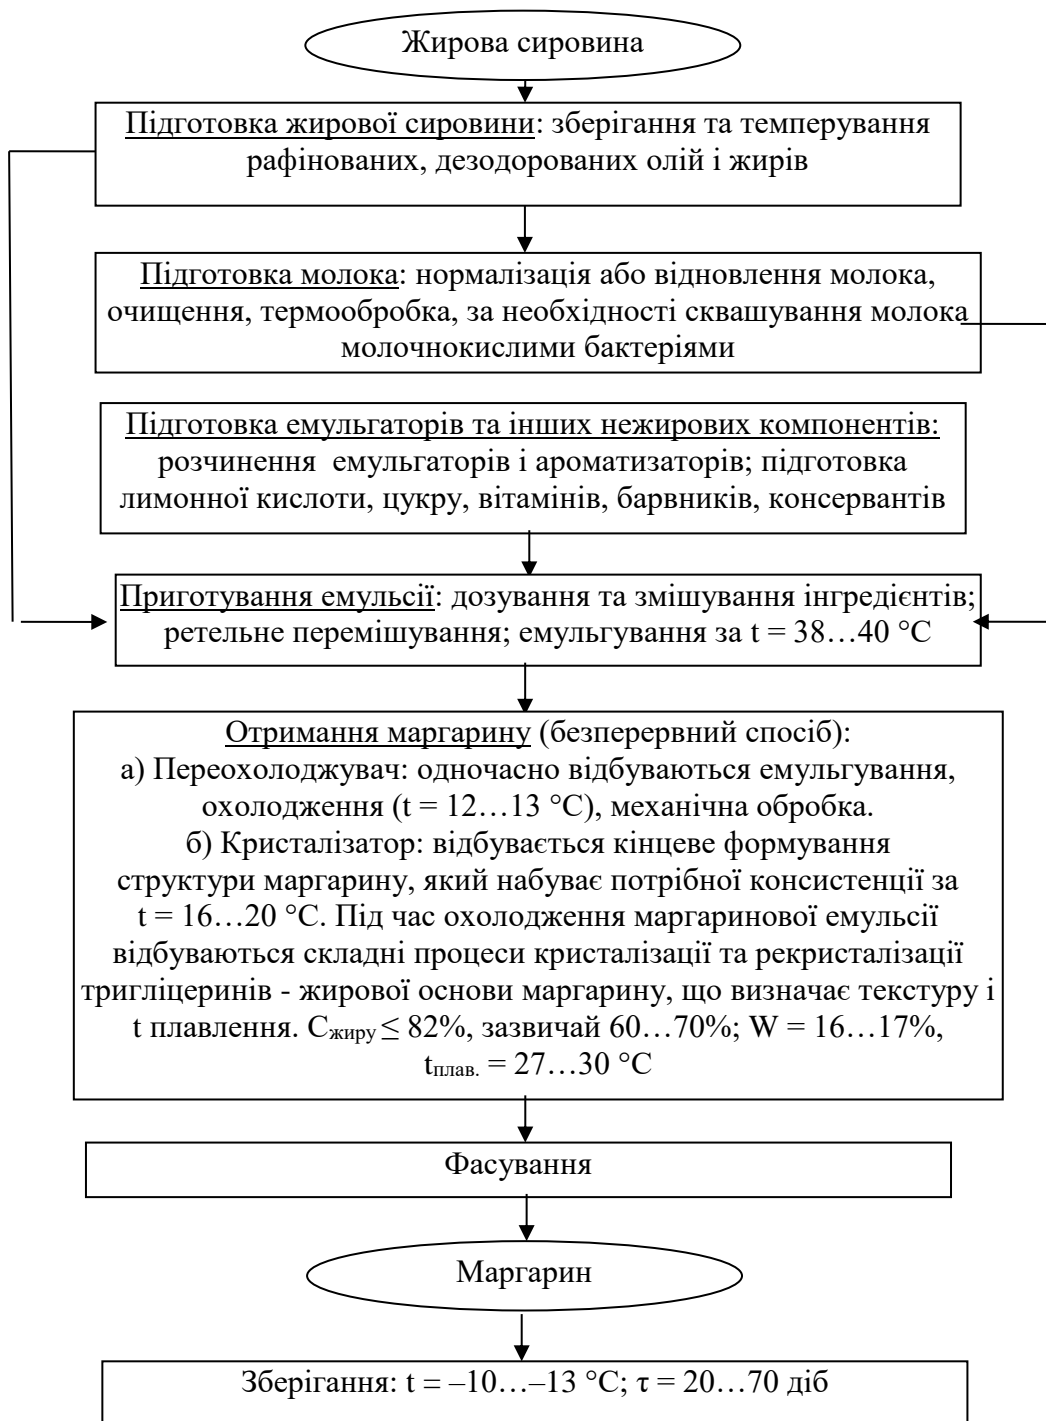 Жирова сировина
Підготовка жирової сировини: зберігання та темперування
рафінованих, дезодорованих олій і жирів
Підготовка молока: нормалізація або відновлення молока,
очищення, термообробка, за необхідності сквашування молока
молочнокислими бактеріями
Підготовка емульгаторів та інших нежирових компонентів:
розчинення емульгаторів і ароматизаторів; підготовка
лимонної кислоти, цукру, вітамінів, барвників, консервантів
Приготування емульсії: дозування та змішування інгредієнтів;
ретельне перемішування; емульгування за t = 38…40 °C
Отримання маргарину (безперервний спосіб):
а) Переохолоджувач: одночасно відбуваються емульгування,
охолодження (t = 12…13 °C), механічна обробка.
б) Кристалізатор: відбувається кінцеве формування
структури маргарину, який набуває потрібної консистенції за
t = 16…20 °C. Під час охолодження маргаринової емульсії
відбуваються складні процеси кристалізації та рекристалізації
тригліцеринів - жирової основи маргарину, що визначає текстуру і
t плавлення. Cжиру ≤ 82%, зазвичай 60…70%; W = 16…17%,
tплав. = 27…30 °C
Фасування
Маргарин
Зберігання: t = –10…–13 °C; τ = 20…70 діб